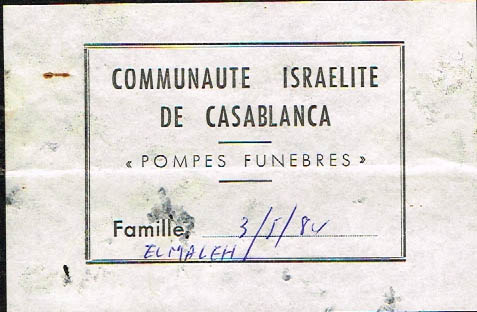 COMMUNAUTE ISRAELITE
DE CASABLANCA
« POMPES FUNEBRES »
Famille, 3/I/84
ELMALEH